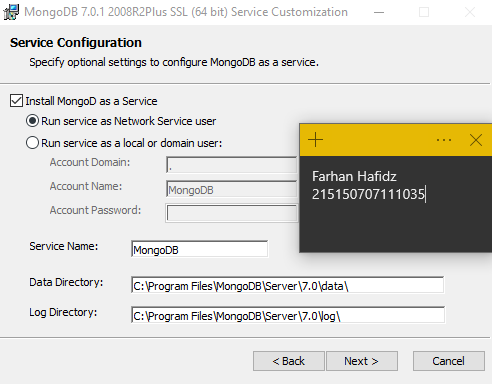 MongoDB 7.0.1 2008R2Plus SSL (64 bit) Service Customization
Service Configuration
Specify optional settings to configure MongoDB as a service.
Install MongoD as a Service
Run service as Network Service user
Run service as a local or domain user:
Account Domain: .
Account Name: MongoDB
Account Password:
Farhan Hafidz
215150707111035
Service Name: MongoDB
Data Directory: C:\Program Files\MongoDB\Server\7.0\data\
Log Directory: C:\Program Files\MongoDB\Server\7.0\log\
< Back Next > Cancel